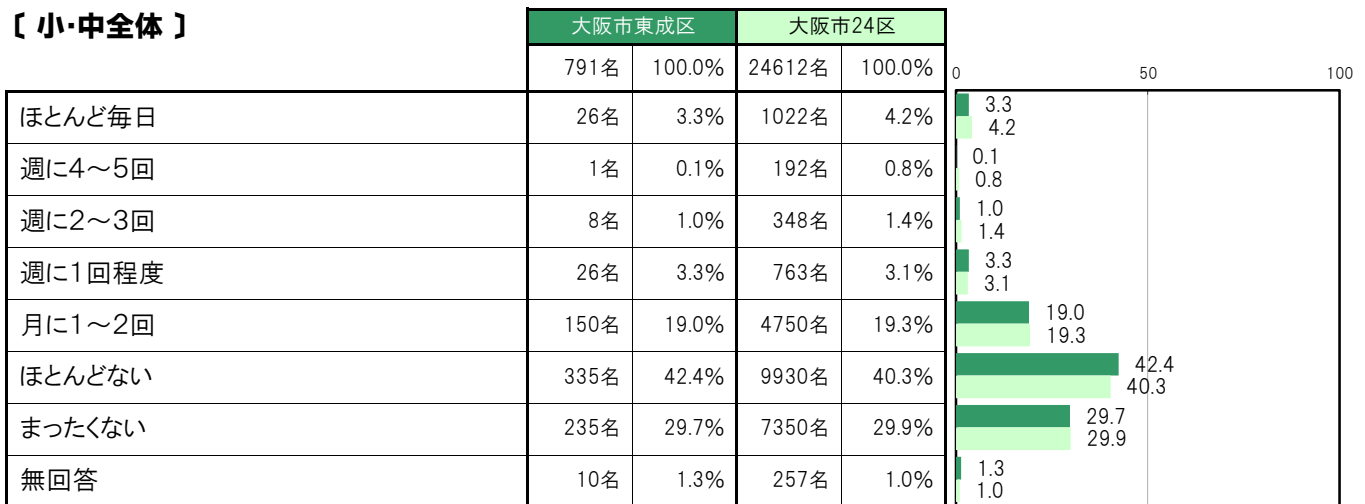 〔 小・中全体 〕
大阪市東成区 大阪市24区
791名 100.0% 24612名 100.0% 0 50 100
ほとんど毎日 26名 3.3% 1022名 4.2% 3.3
4.2
週に4～5回 1名 0.1% 192名 0.8% 0.1
0.8
週に2～3回 8名 1.0% 348名 1.4% 1.0
1.4
週に1回程度 26名 3.3% 763名 3.1% 3.3
3.1
月に1～2回 150名 19.0% 4750名 19.3% 19.0
19.3
ほとんどない 335名 42.4% 9930名 40.3% 42.4
40.3
まったくない 235名 29.7% 7350名 29.9% 29.7
29.9
無回答 10名 1.3% 257名 1.0% 1.3
1.0